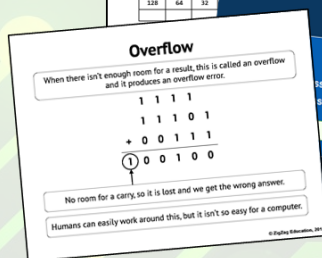 128 64 32
Overflow
When there isn't enough room for a result, this is called an overflow
and it produces an overflow error.
1 1 1 1
1 1 1 0 1
+ 0 0 1 1 1
1 0 0 1 0 0
No room for a carry, so it is lost and we get the wrong answer.
Humans can easily work around this, but it isn't so easy for a computer.
© ZigZag Education, 201